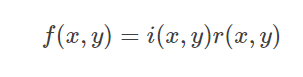 f(x, y) = i(x, y)r(x, y)